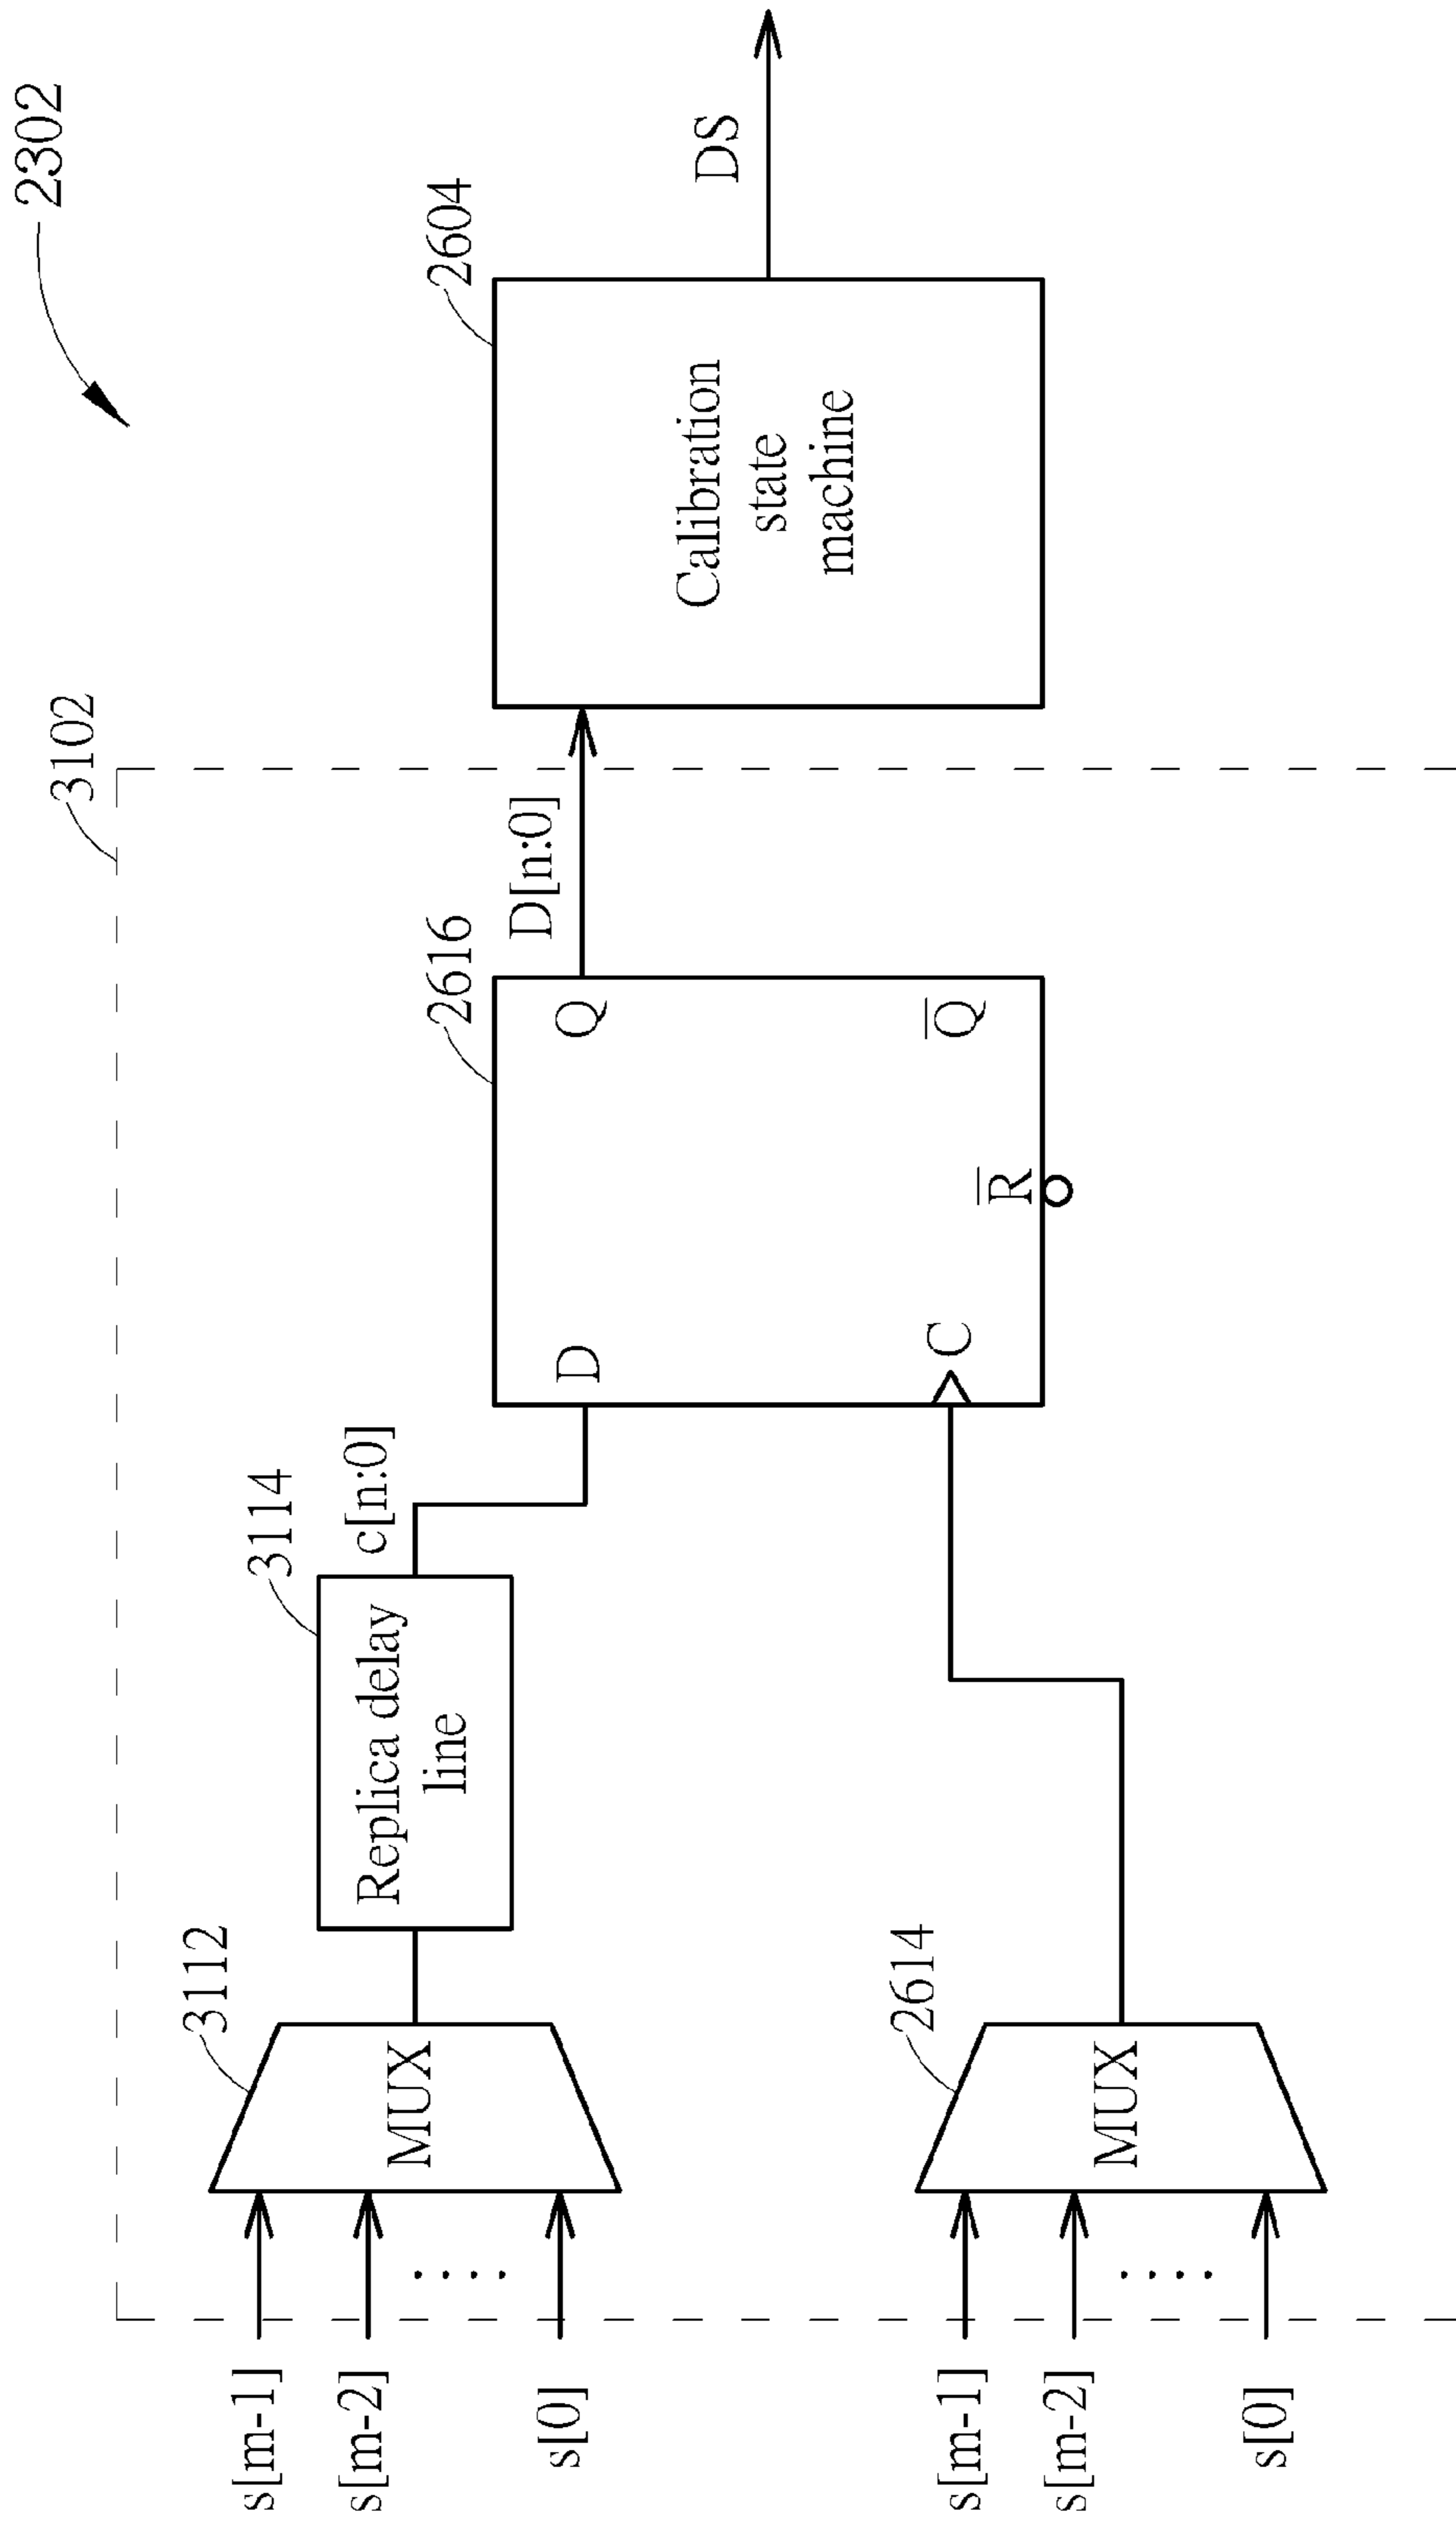 2302
3102
3112
s[m-1]
s[m-2]
s[0]
MUX
3114
Replica delay
line
c[n:0]
2616
D
Q
C
R̅
Q̅
D[n:0]
2604
Calibration
state
machine
DS
2614
s[m-1]
s[m-2]
s[0]
MUX